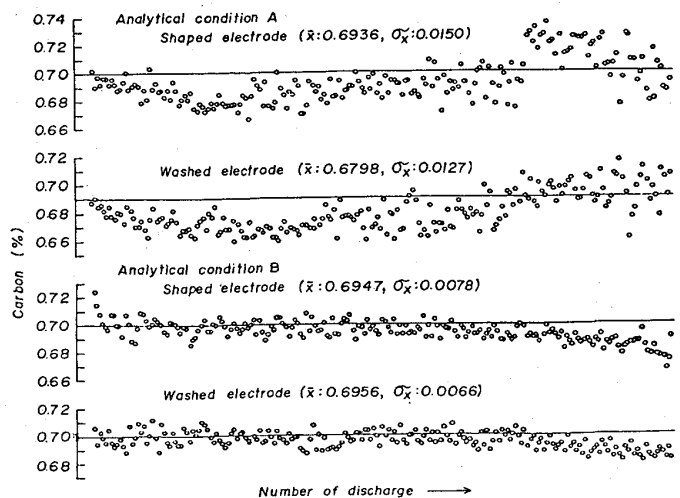 Analytical condition A
Shaped electrode (x̄:0.6936, σx:0.0150)
0.74
0.72
0.70
0.68
0.66
Washed electrode (x̄:0.6798, σx:0.0127)
0.72
0.70
0.68
0.66
Analytical condition B
Shaped electrode (x̄:0.6947, σx:0.0078)
0.72
0.70
0.68
0.66
Washed electrode (x̄:0.6956, σx:0.0066)
0.72
0.70
0.68
Carbon (%)
Number of discharge →